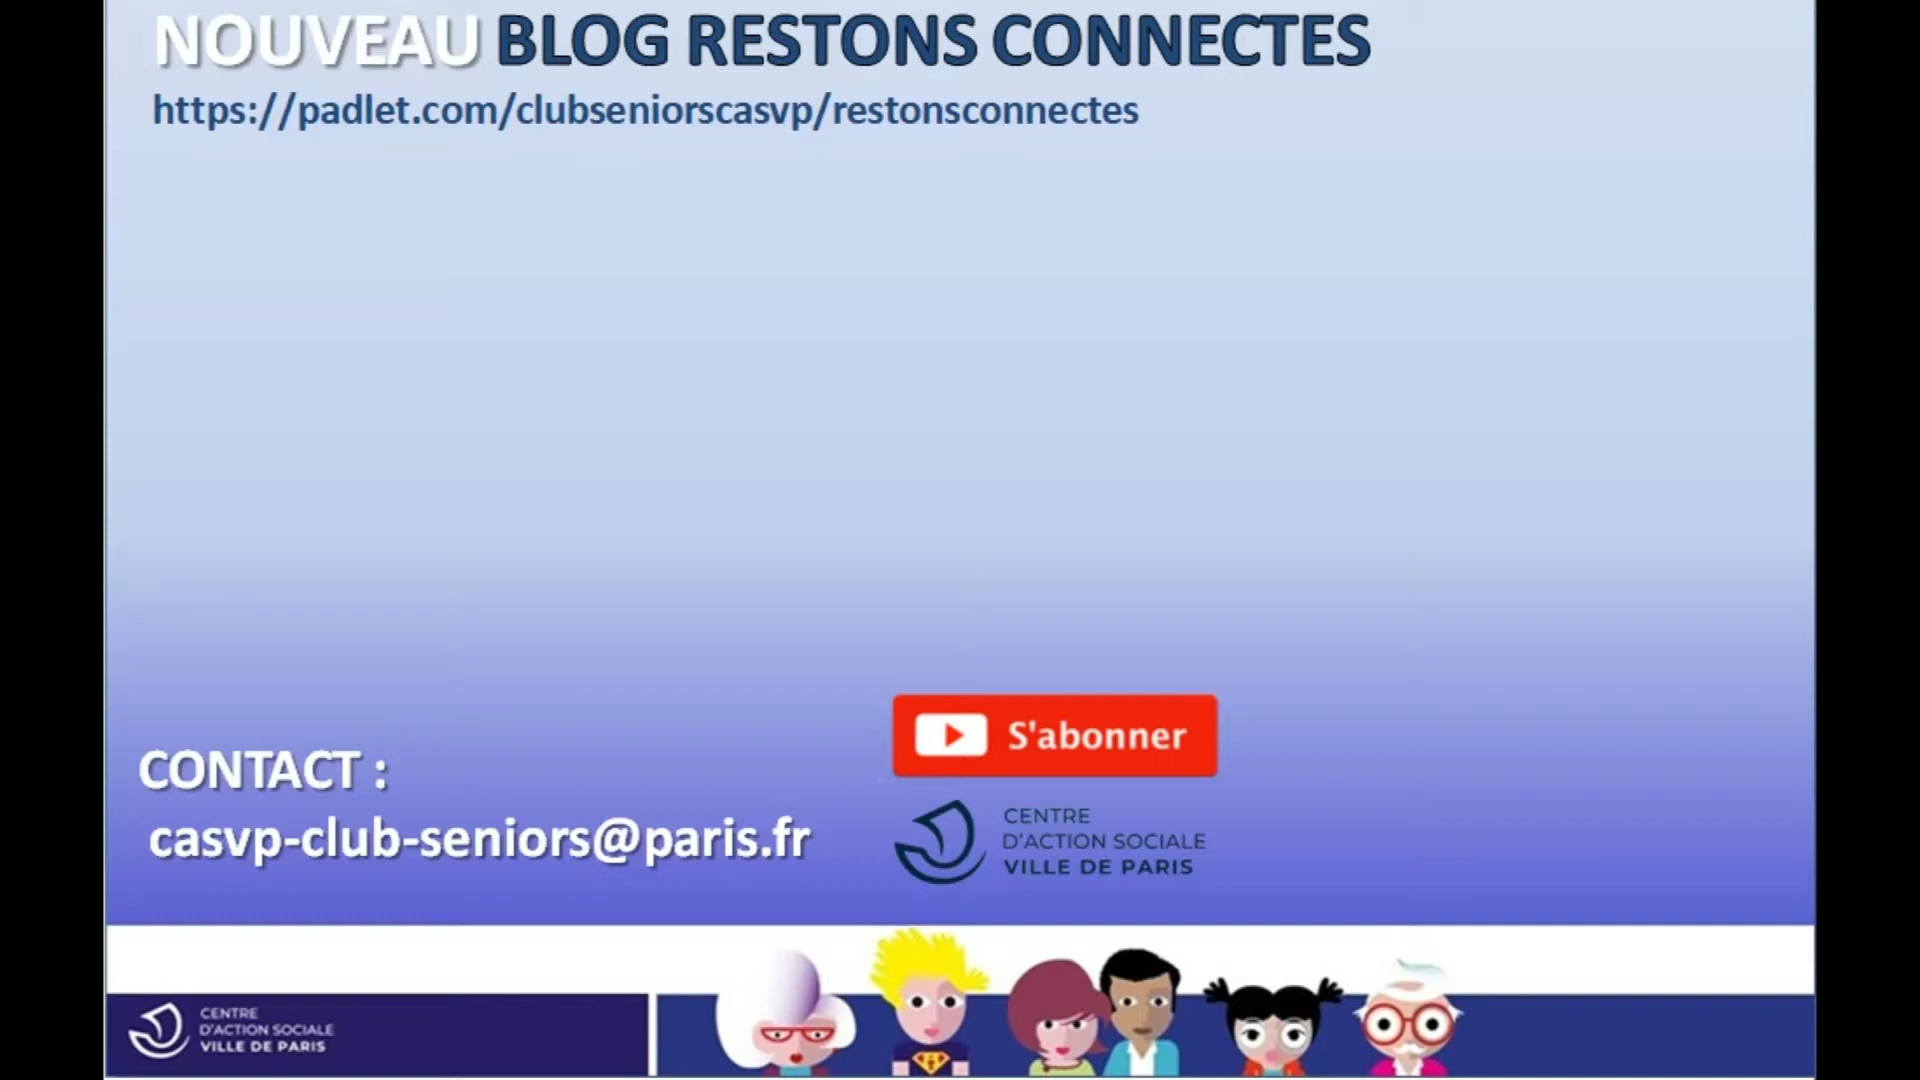 NOUVEAU BLOG RESTONS CONNECTES
https://padlet.com/clubseniorscasvp/restonsconnectes
S'abonner
CONTACT :
casvp-club-seniors@paris.fr
CENTRE
D'ACTION SOCIALE
VILLE DE PARIS
CENTRE
D'ACTION SOCIALE
VILLE DE PARIS